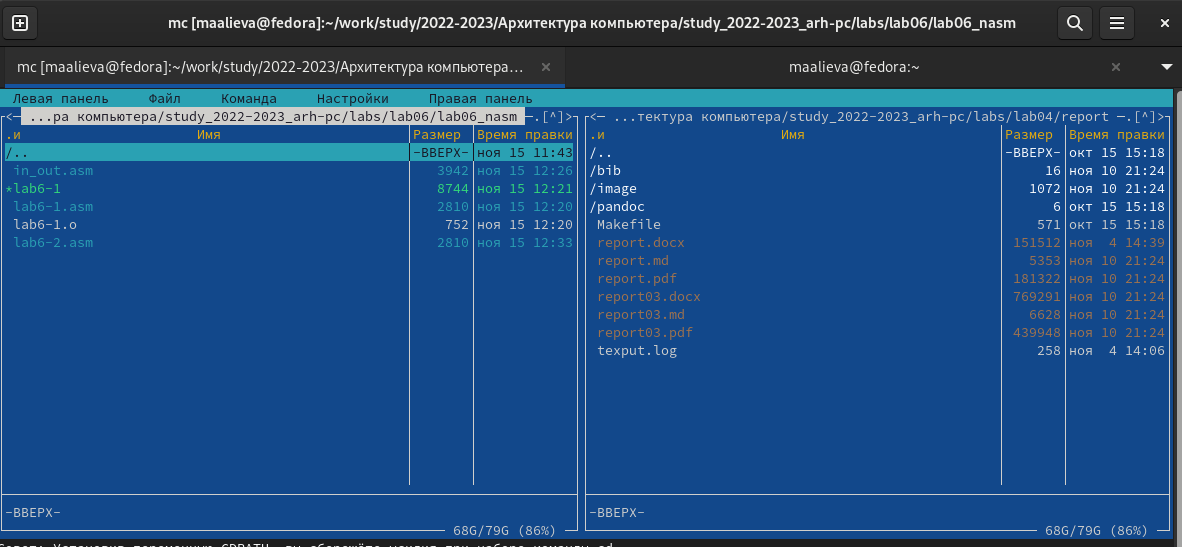 mc [maalieva@fedora]:~/work/study/2022-2023/Архитектура компьютера/study_2022-2023_arh-pc/labs/lab06/lab06_nasm
mc [maalieva@fedora]:~/work/study/2022-2023/Архитектура компьютера… × maalieva@fedora:~ ×
Левая панель Файл Команда Настройки Правая панель
<— ...ра компьютера/study_2022-2023_arh-pc/labs/lab06/lab06_nasm —.[^]>
.и Имя Размер Время правки
/.. -ВВЕРХ- ноя 15 11:43
in_out.asm 3942 ноя 15 12:26
*lab6-1 8744 ноя 15 12:21
lab6-1.asm 2810 ноя 15 12:20
lab6-1.o 752 ноя 15 12:20
lab6-2.asm 2810 ноя 15 12:33
-ВВЕРХ-
68G/79G (86%)
<— ...тектура компьютера/study_2022-2023_arh-pc/labs/lab04/report —.[^]>
.и Имя Размер Время правки
/.. -ВВЕРХ- окт 15 15:18
/bib 16 ноя 10 21:24
/image 1072 ноя 10 21:24
/pandoc 6 окт 15 15:18
Makefile 571 окт 15 15:18
report.docx 151512 ноя 4 14:39
report.md 5353 ноя 10 21:24
report.pdf 181322 ноя 10 21:24
report03.docx 769291 ноя 10 21:24
report03.md 6628 ноя 10 21:24
report03.pdf 439948 ноя 10 21:24
texput.log 258 ноя 4 14:06
-ВВЕРХ-
68G/79G (86%)